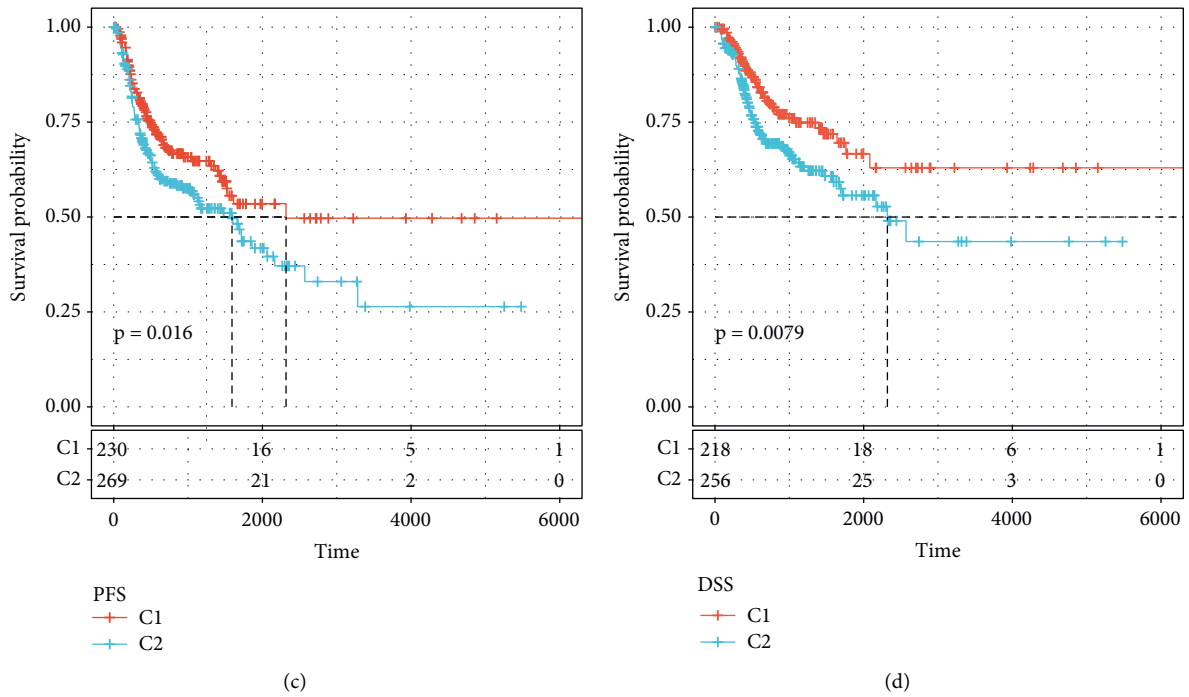 1.00
0.75
0.50
0.25
0.00
Survival probability
p = 0.016
C1 230 16 5 1
C2 269 21 2 0
0 2000 4000 6000
Time
PFS
C1
C2
(c)
1.00
0.75
0.50
0.25
0.00
Survival probability
p = 0.0079
C1 218 18 6 1
C2 256 25 3 0
0 2000 4000 6000
Time
DSS
C1
C2
(d)